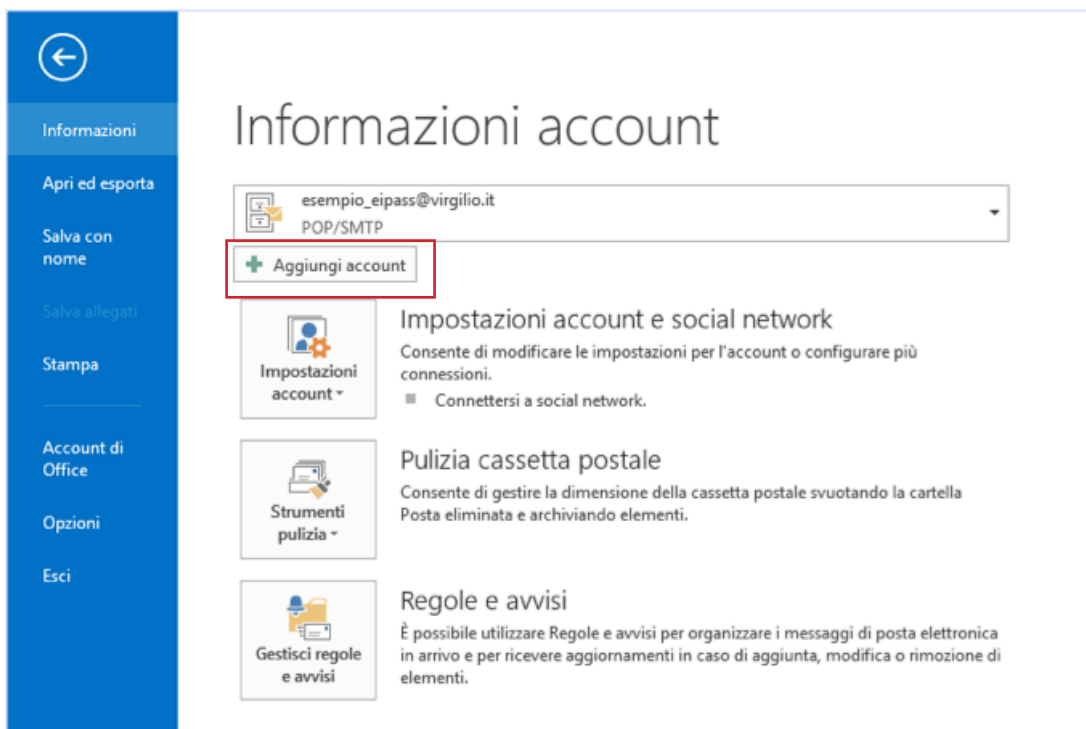 Informazioni
Apri ed esporta
Salva con
nome
Salva allegati
Stampa
Account di
Office
Opzioni
Esci
Informazioni account
esempio_eipass@virgilio.it
POP/SMTP
Aggiungi account
Impostazioni
account
Impostazioni account e social network
Consente di modificare le impostazioni per l'account o configurare più
connessioni.
Connettersi a social network.
Strumenti
pulizia
Pulizia cassetta postale
Consente di gestire la dimensione della cassetta postale svuotando la cartella
Posta eliminata e archiviando elementi.
Gestisci regole
e avvisi
Regole e avvisi
È possibile utilizzare Regole e avvisi per organizzare i messaggi di posta elettronica
in arrivo e per ricevere aggiornamenti in caso di aggiunta, modifica o rimozione di
elementi.